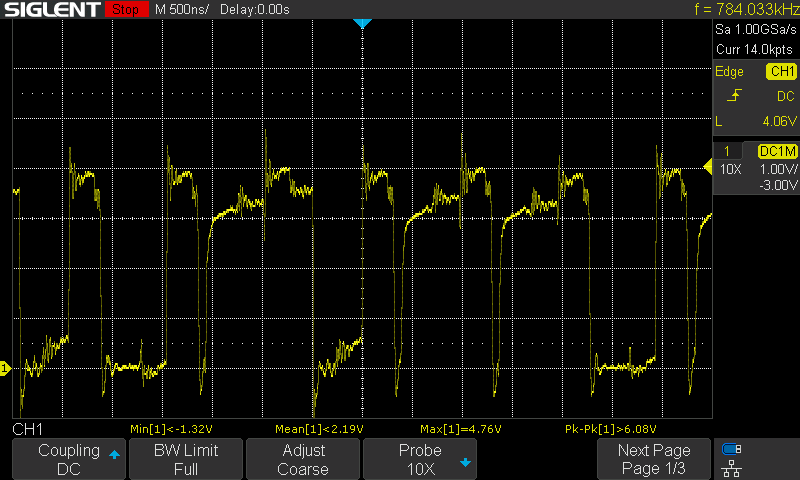 SIGLENT Stop M 500ns/ Delay:0.00s f = 784.033kHz
Sa 1.00GSa/s
Curr 14.0kpts
Edge CH1
DC
L 4.06V
1 DC1M
10X 1.00V/
-3.00V
1
CH1 Min[1]<-1.32V Mean[1]<2.19V Max[1]=4.76V Pk-Pk[1]>6.08V
Coupling BW Limit Adjust Probe Next Page
DC Full Coarse 10X Page 1/3